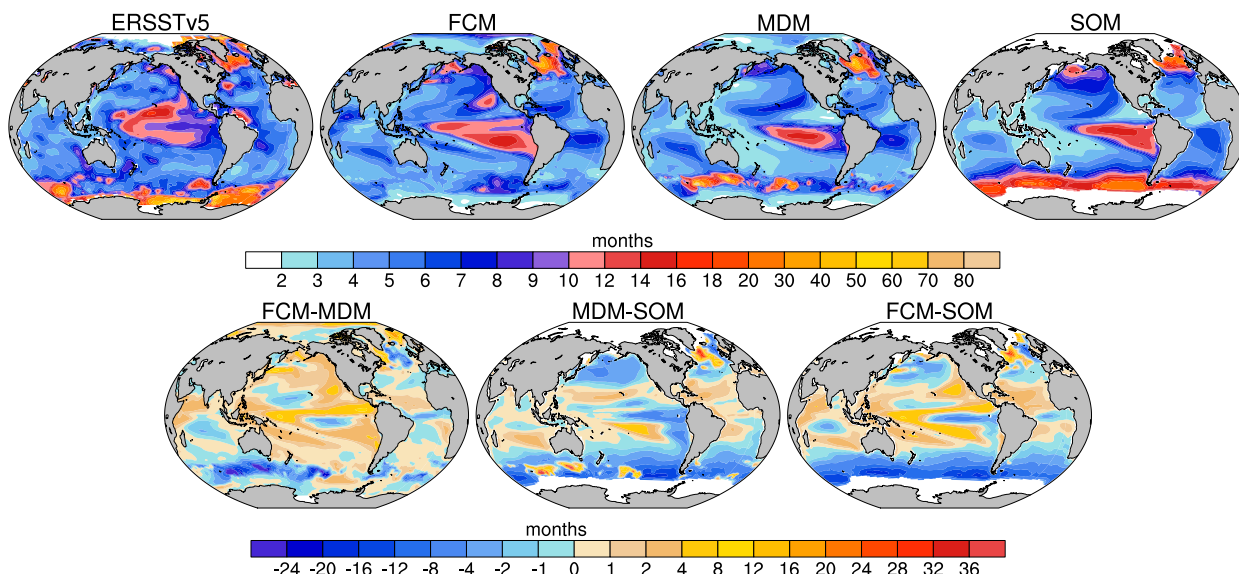 ERSSTv5 FCM MDM SOM
months
2 3 4 5 6 7 8 9 10 12 14 16 18 20 30 40 50 60 70 80
FCM-MDM MDM-SOM FCM-SOM
months
-24 -20 -16 -12 -8 -4 -2 -1 0 1 2 4 8 12 16 20 24 28 32 36